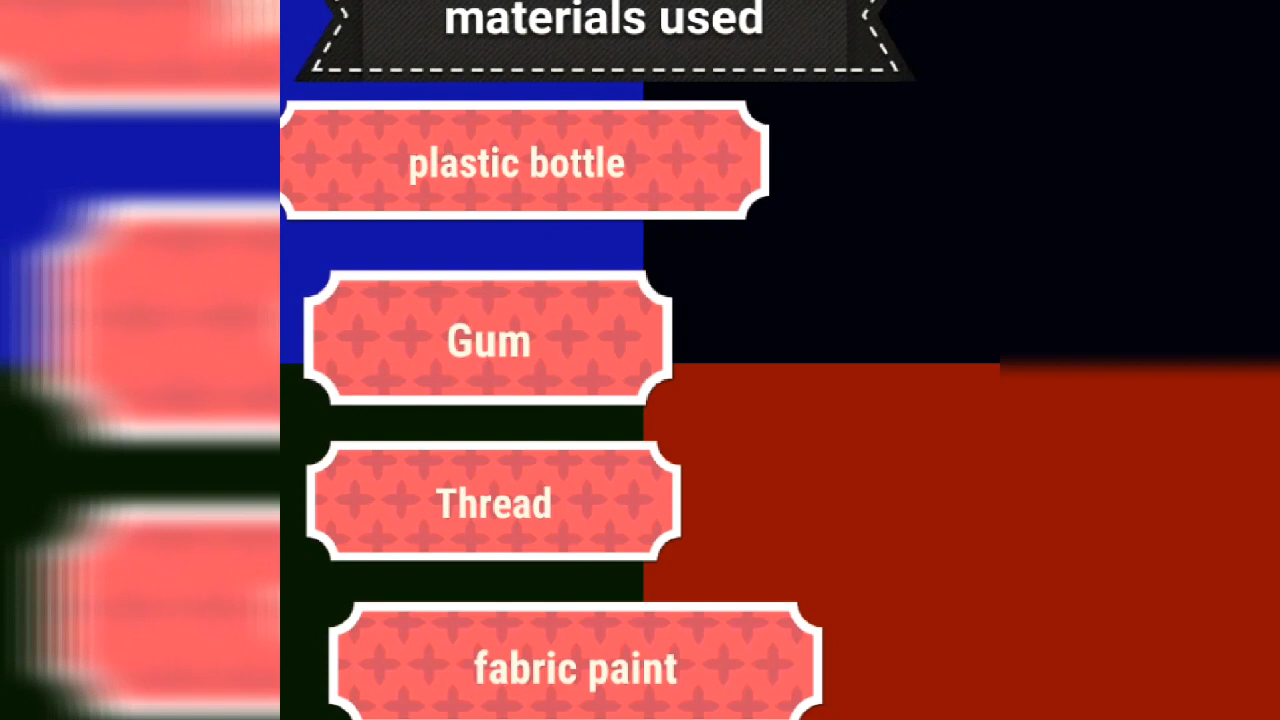 materials used
plastic bottle
Gum
Thread
fabric paint